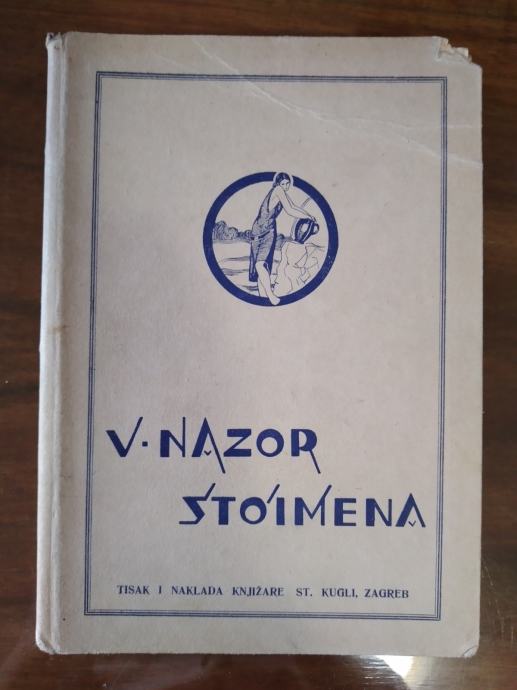 V. NAZOR
STOIMENA
TISAK I NAKLADA KNJIŽARE ST. KUGLI, ZAGREB